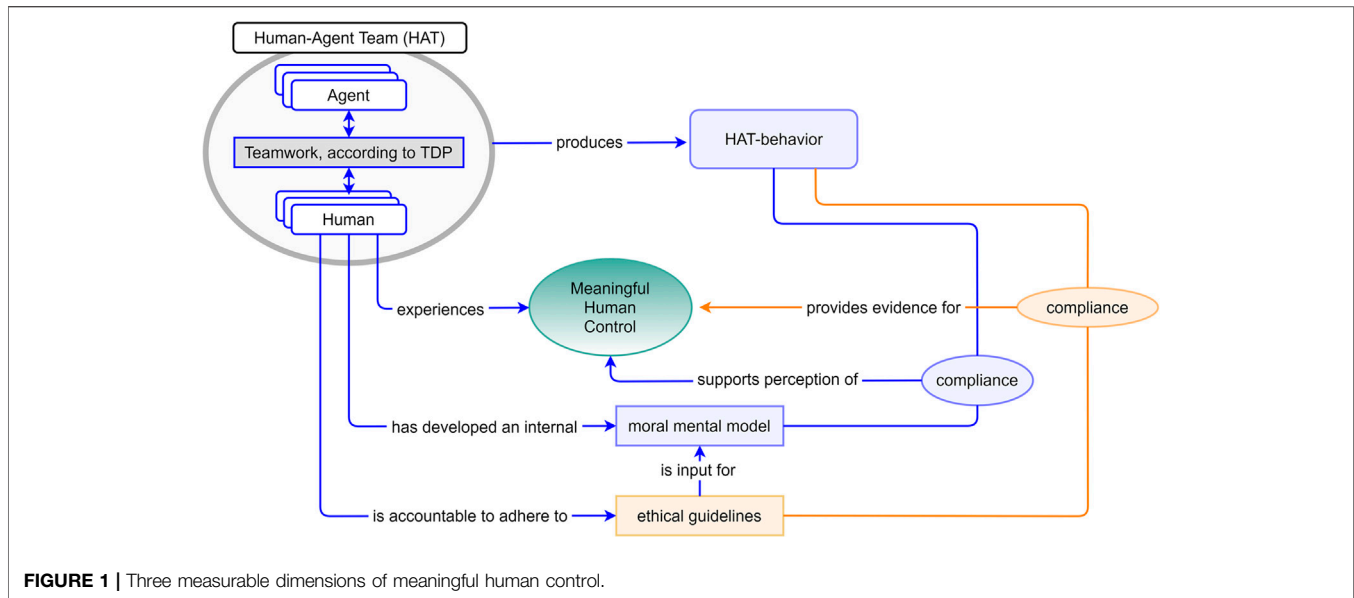 Human-Agent Team (HAT)
Agent
Teamwork, according to TDP
Human
produces
HAT-behavior
experiences
Meaningful
Human
Control
provides evidence for
compliance
supports perception of
compliance
has developed an internal
moral mental model
is input for
is accountable to adhere to
ethical guidelines
FIGURE 1 | Three measurable dimensions of meaningful human control.